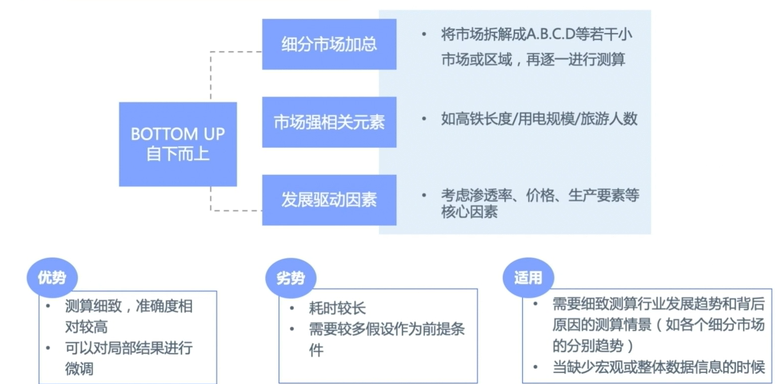 细分市场加总
• 将市场拆解成A.B.C.D等若干小
市场或区域，再逐一进行测算
BOTTOM UP
自下而上
市场强相关元素
• 如高铁长度/用电规模/旅游人数
发展驱动因素
• 考虑渗透率、价格、生产要素等
核心因素
优势
• 测算细致，准确度相
对较高
• 可以对局部结果进行
微调
劣势
• 耗时较长
• 需要较多假设作为前提条
件
适用
• 需要细致测算行业发展趋势和背后
原因的测算情景（如各个细分市场
的分别趋势）
• 当缺少宏观或整体数据信息的时候